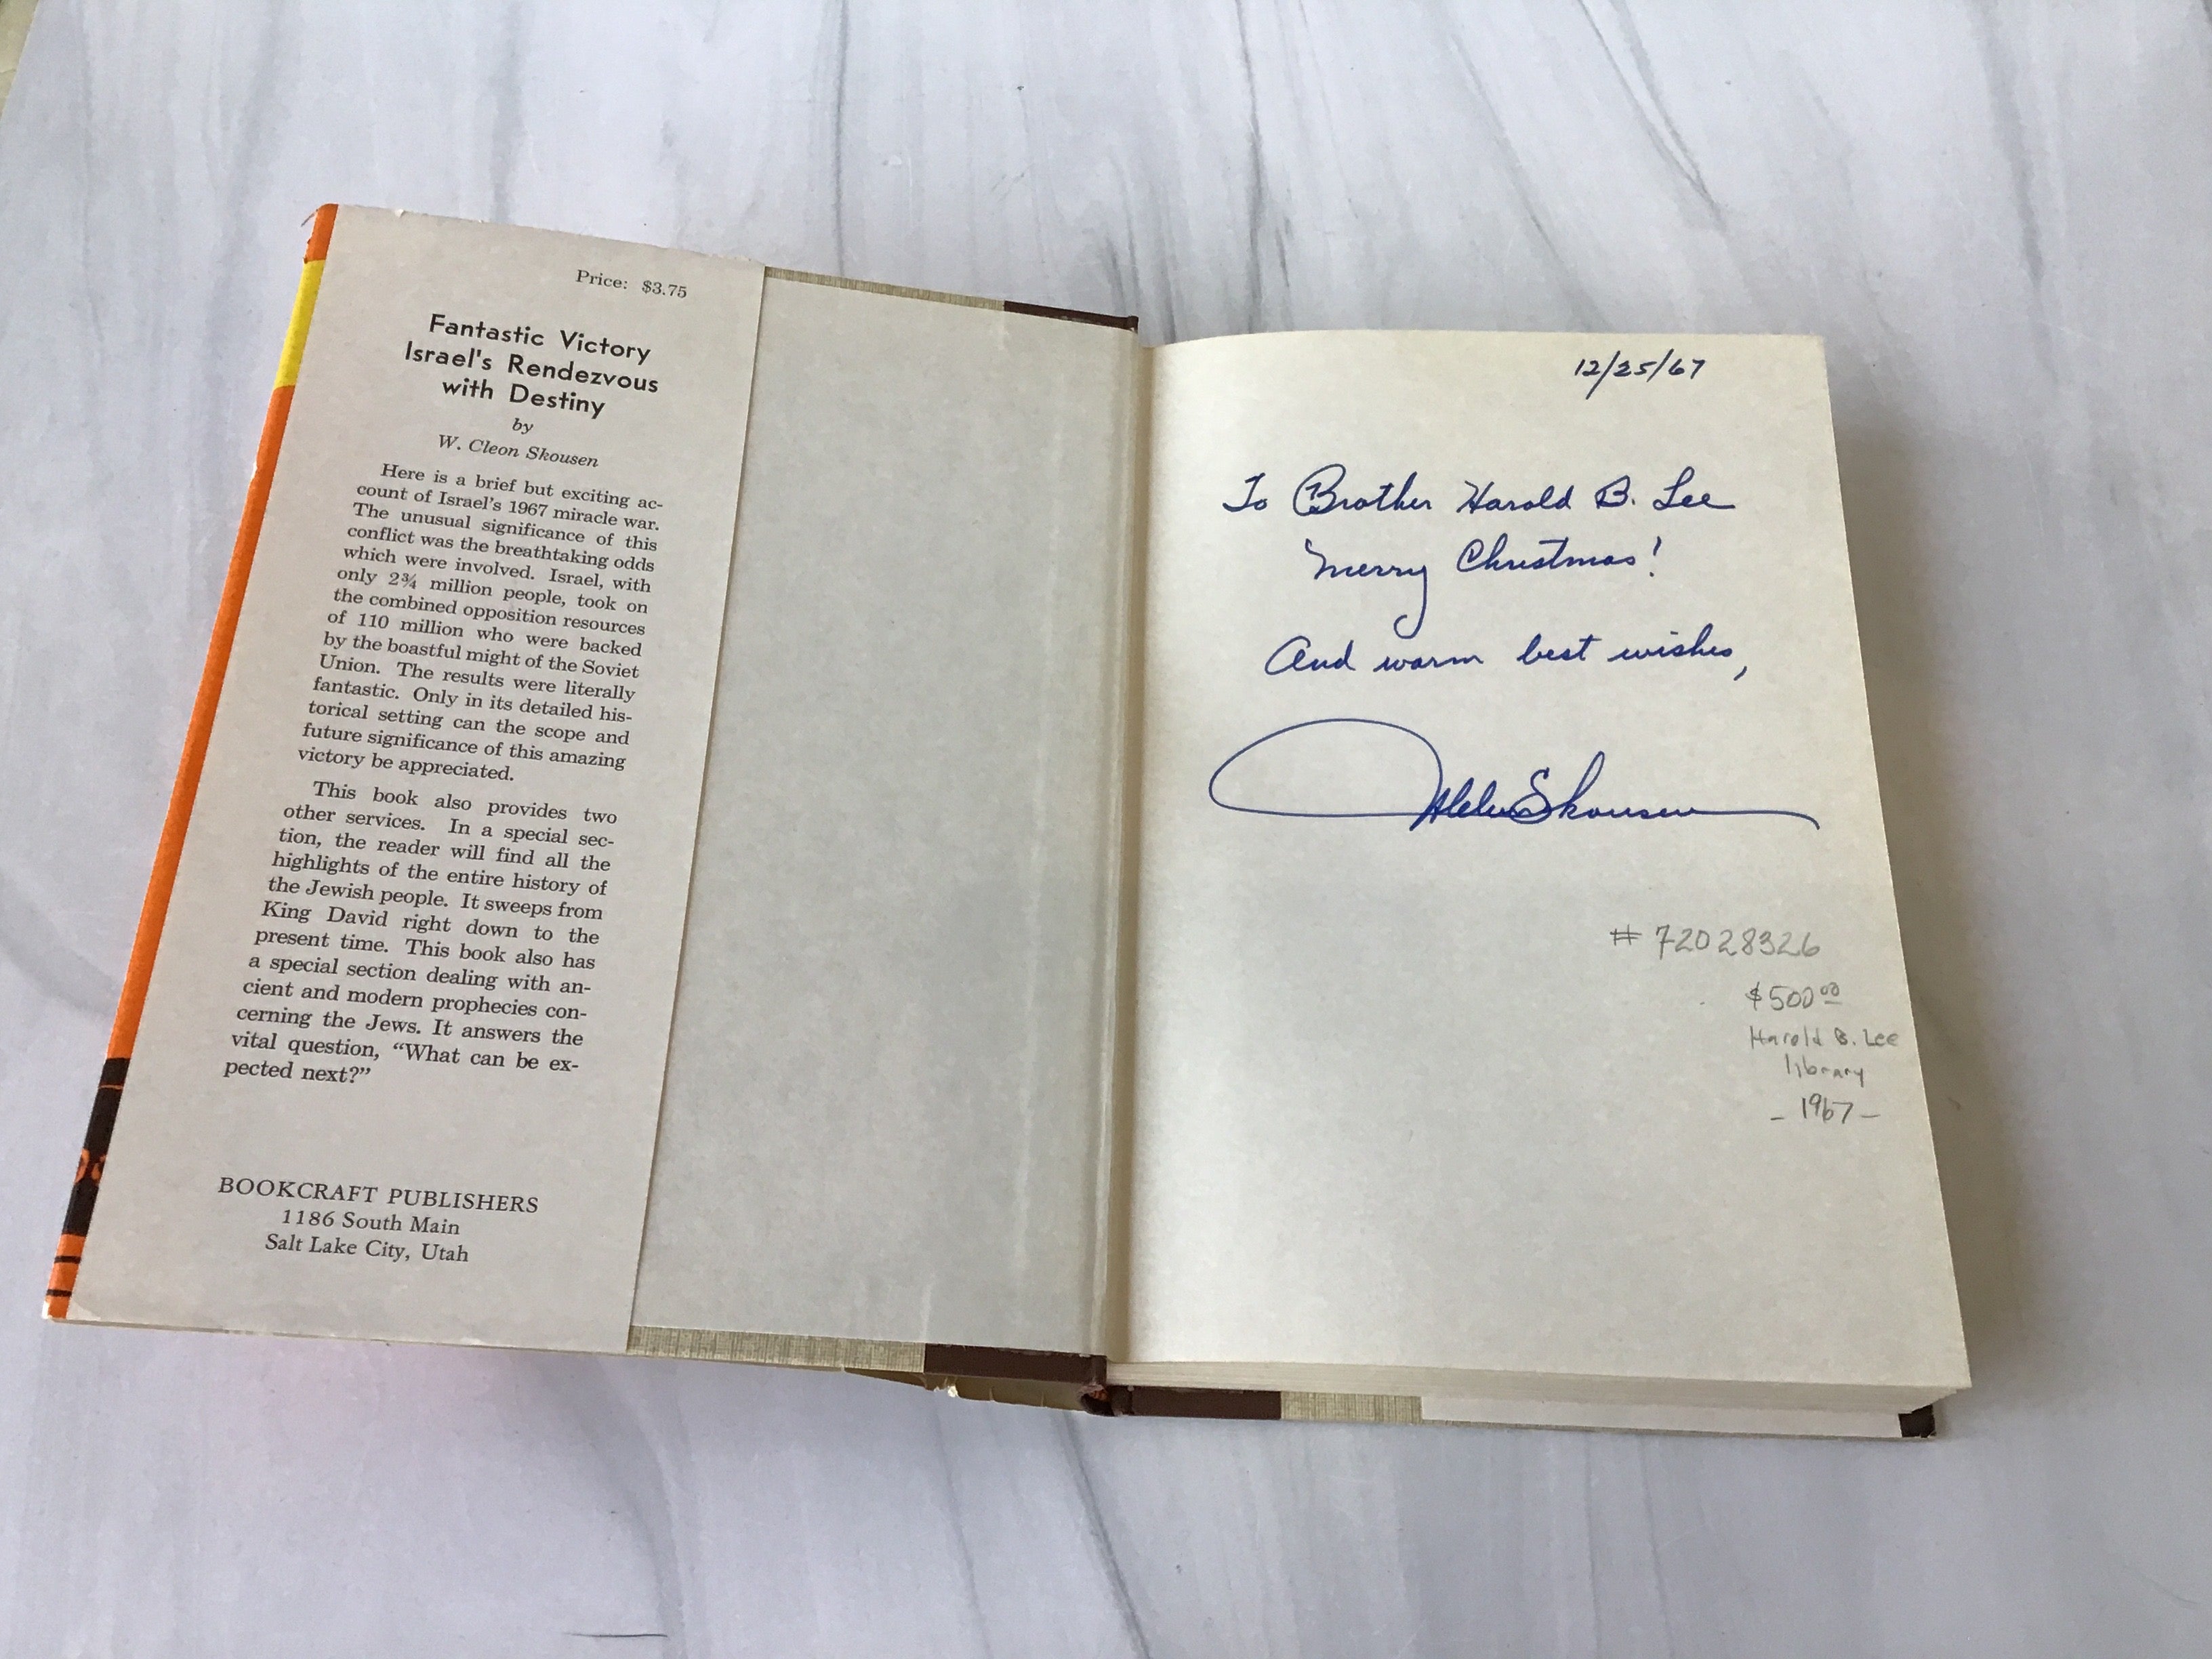 Price: $3.75
Fantastic Victory
Israel's Rendezvous
with Destiny
by
W. Cleon Skousen
Here is a brief but exciting ac-
count of Israel's 1967 miracle war.
The unusual significance of this
conflict was the breathtaking odds
which were involved. Israel, with
only 2¾ million people, took on
the combined opposition resources
of 110 million who were backed
by the boastful might of the Soviet
Union. The results were literally
fantastic. Only in its detailed his-
torical setting can the scope and
future significance of this amazing
victory be appreciated.
This book also provides two
other services. In a special sec-
tion, the reader will find all the
highlights of the entire history of
the Jewish people. It sweeps from
King David right down to the
present time. This book also has
a special section dealing with an-
cient and modern prophecies con-
cerning the Jews. It answers the
vital question, "What can be ex-
pected next?"
BOOKCRAFT PUBLISHERS
1186 South Main
Salt Lake City, Utah
12/25/67
To Brother Harold B. Lee
Merry Christmas!
And warm best wishes,
Skousen
# 72028326
$500.00
Harold B. Lee
library
- 1967 -